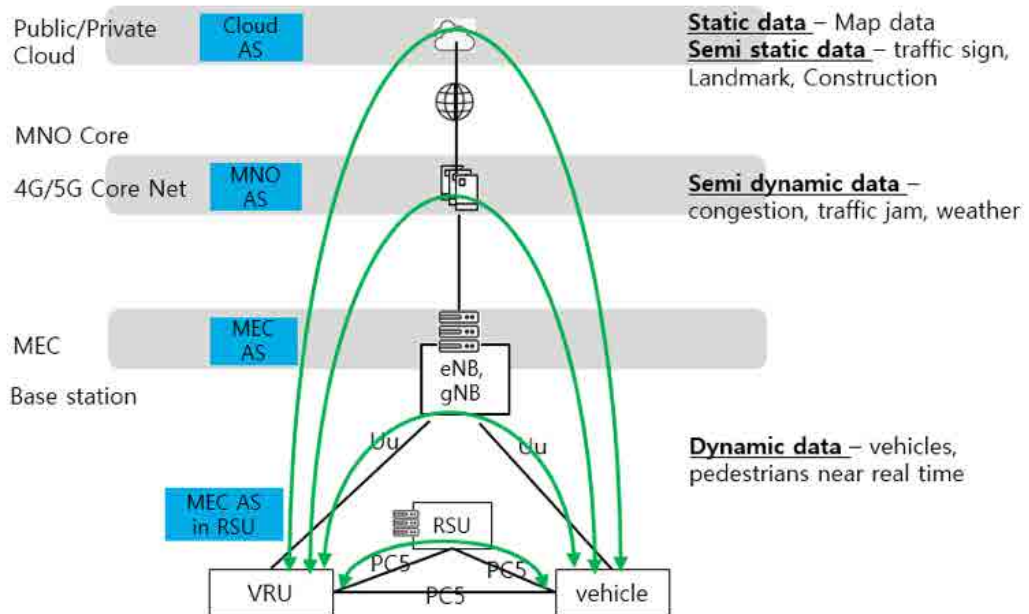 Public/Private
Cloud
Cloud
AS
Static data – Map data
Semi static data – traffic sign,
Landmark, Construction
MNO Core
4G/5G Core Net
MNO
AS
Semi dynamic data –
congestion, traffic jam, weather
MEC
MEC
AS
eNB,
gNB
Base station
Uu
Uu
Dynamic data – vehicles,
pedestrians near real time
MEC AS
in RSU
RSU
PC5
PC5
VRU
PC5
vehicle